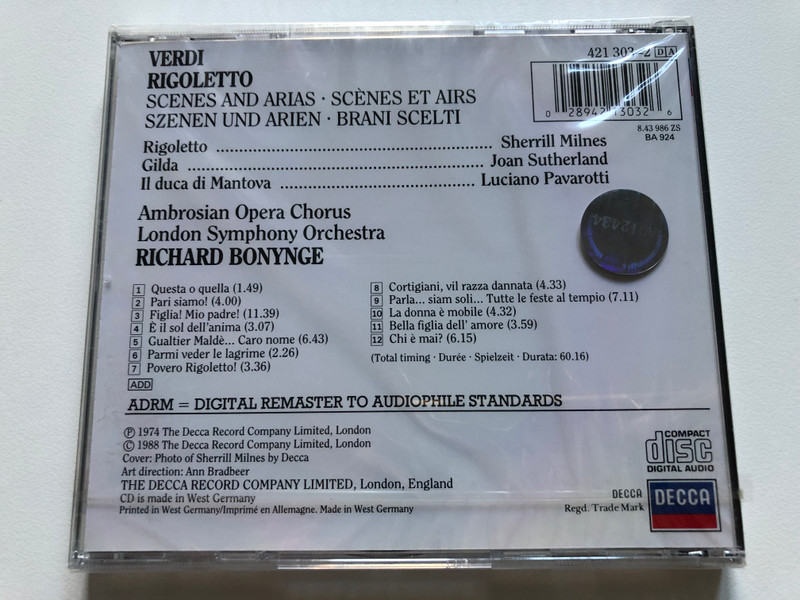 VERDI
RIGOLETTO
SCENES AND ARIAS · SCÈNES ET AIRS
SZENEN UND ARIEN · BRANI SCELTI
421 303-2 DA
0 28942 13032 6
8.43 986 ZS
BA 924
Rigoletto .................................................. Sherrill Milnes
Gilda ...................................................... Joan Sutherland
Il duca di Mantova .................................... Luciano Pavarotti
Ambrosian Opera Chorus
London Symphony Orchestra
RICHARD BONYNGE
1 Questa o quella (1.49)
2 Pari siamo! (4.00)
3 Figlia! Mio padre! (11.39)
4 È il sol dell'anima (3.07)
5 Gualtier Maldè... Caro nome (6.43)
6 Parmi veder le lagrime (2.26)
7 Povero Rigoletto! (3.36)
8 Cortigiani, vil razza dannata (4.33)
9 Parla... siam soli... Tutte le feste al tempio (7.11)
10 La donna è mobile (4.32)
11 Bella figlia dell' amore (3.59)
12 Chi è mai? (6.15)
(Total timing · Durée · Spielzeit · Durata: 60.16)
ADD
ADRM = DIGITAL REMASTER TO AUDIOPHILE STANDARDS
℗ 1974 The Decca Record Company Limited, London
© 1988 The Decca Record Company Limited, London
Cover: Photo of Sherrill Milnes by Decca
Art direction: Ann Bradbeer
THE DECCA RECORD COMPANY LIMITED, London, England
CD is made in West Germany
Printed in West Germany/Imprimé en Allemagne. Made in West Germany
COMPACT
disc
DIGITAL AUDIO
DECCA
Regd. Trade Mark
DECCA